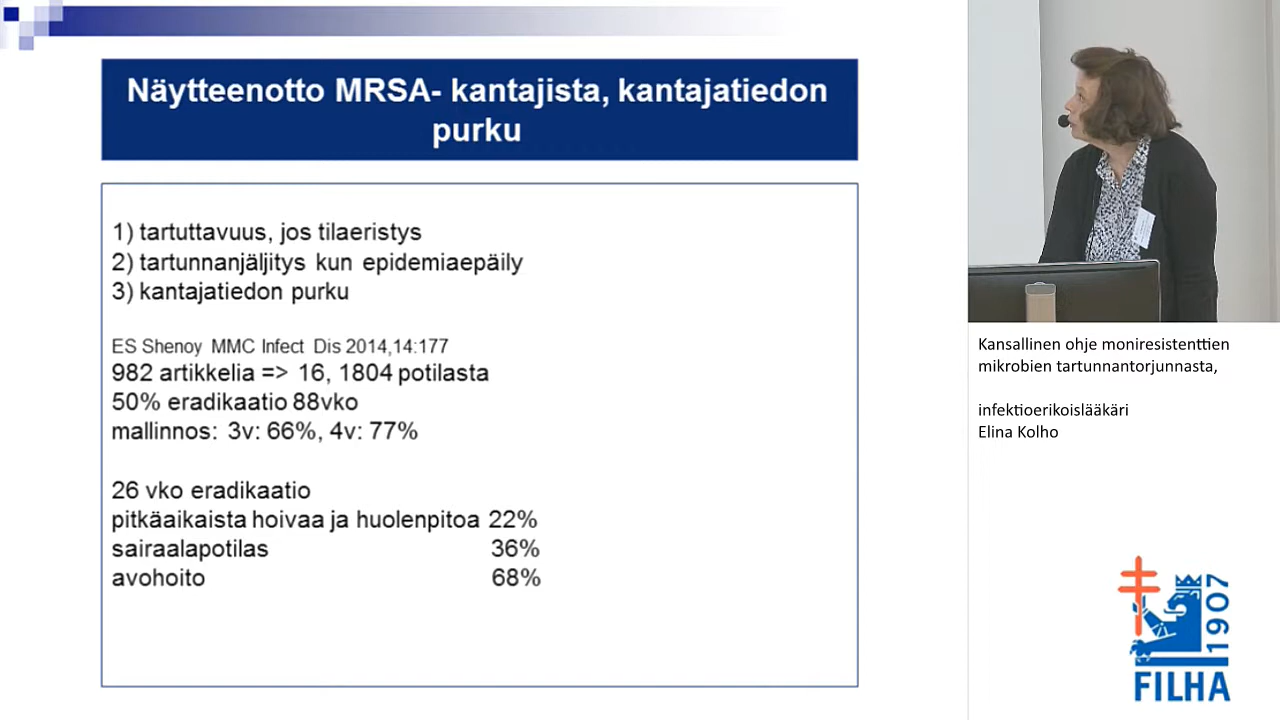 Näytteenotto MRSA- kantajista, kantajatiedon
purku
1) tartuttavuus, jos tilaeristys
2) tartunnanjäljitys kun epidemiaepäily
3) kantajatiedon purku
ES Shenoy MMC Infect Dis 2014,14:177
982 artikkelia => 16, 1804 potilasta
50% eradikaatio 88vko
mallinnos: 3v: 66%, 4v: 77%
26 vko eradikaatio
pitkäaikaista hoivaa ja huolenpitoa 22%
sairaalapotilas 36%
avohoito 68%
Kansallinen ohje moniresistenttien
mikrobien tartunnantorjunnasta,
infektioerikoislääkäri
Elina Kolho
1907
FILHA